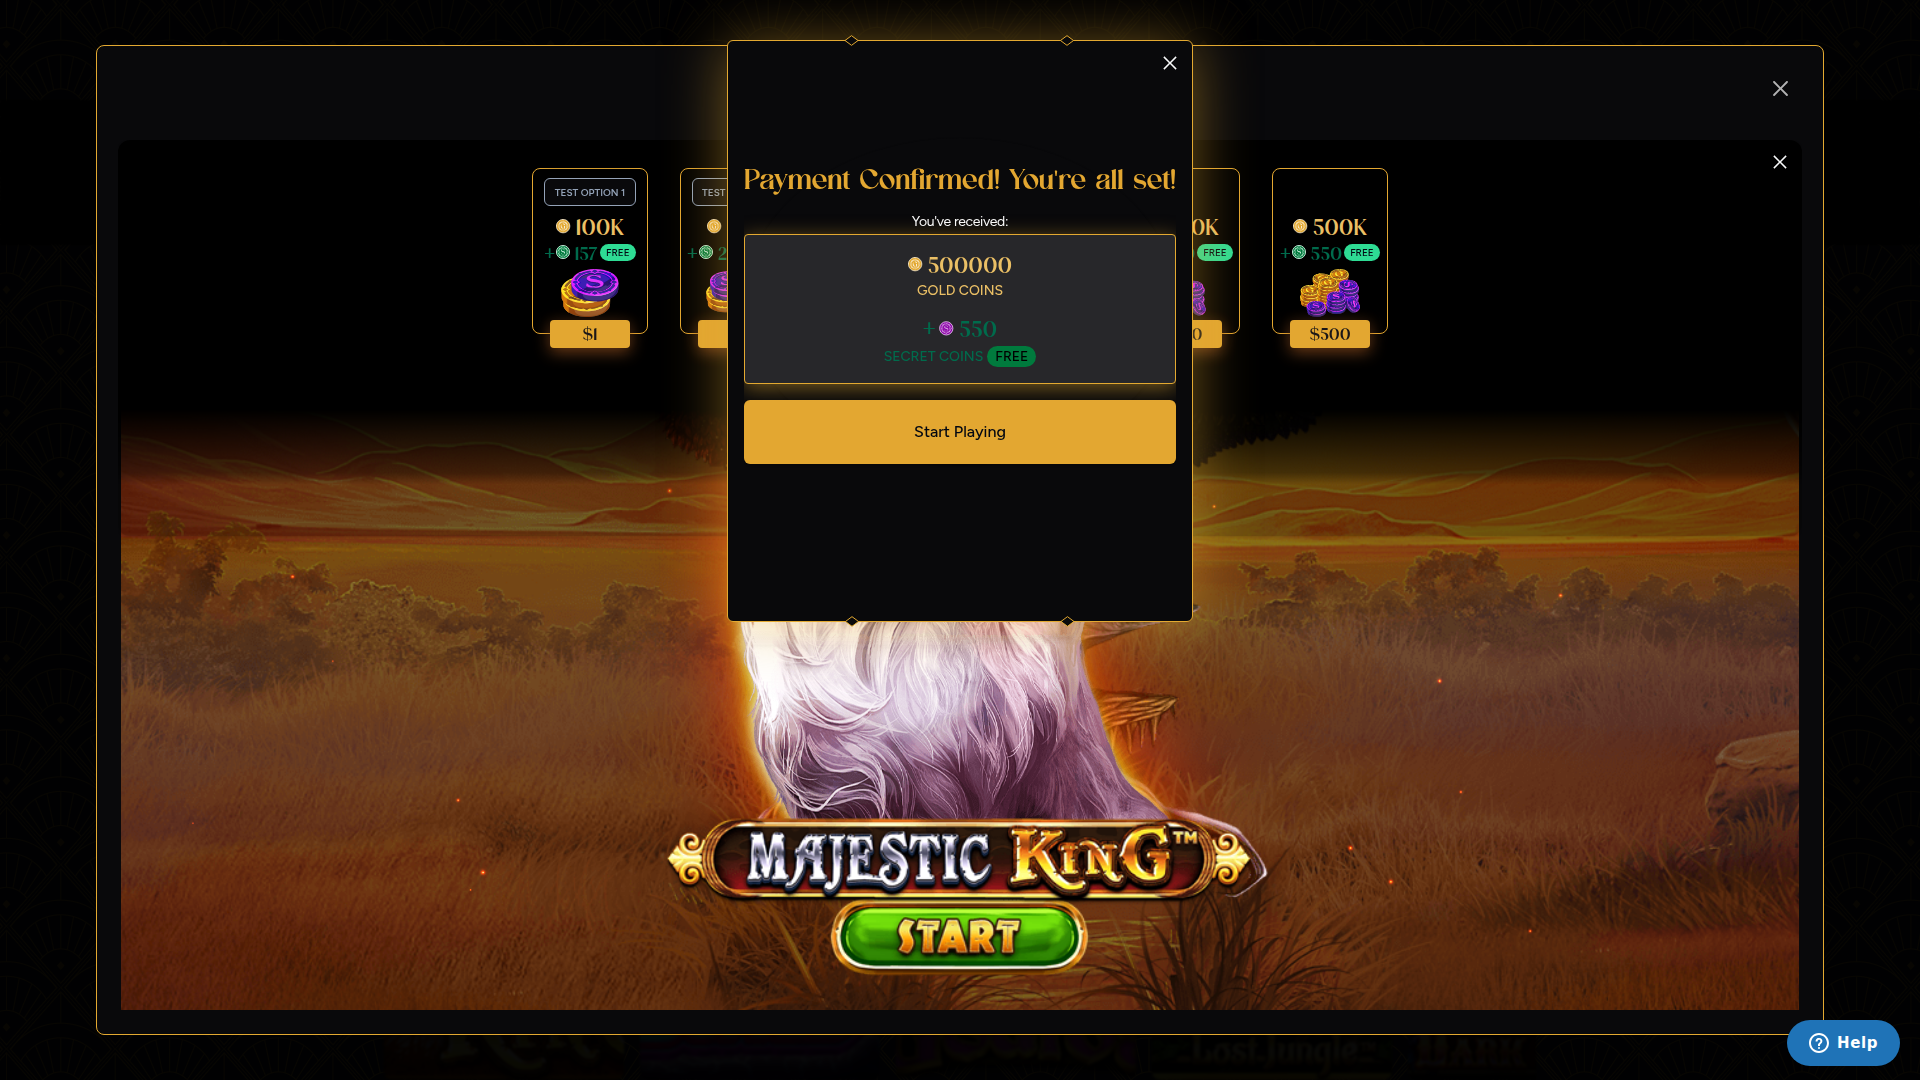 Payment Confirmed! You're all set!
You've received:
500000
GOLD COINS
+ 550
SECRET COINS FREE
Start Playing
TEST OPTION 1
100K
+ 157 FREE
$1
TEST
FREE
500K
+ 550 FREE
$500
MAJESTIC KING™
START
Help